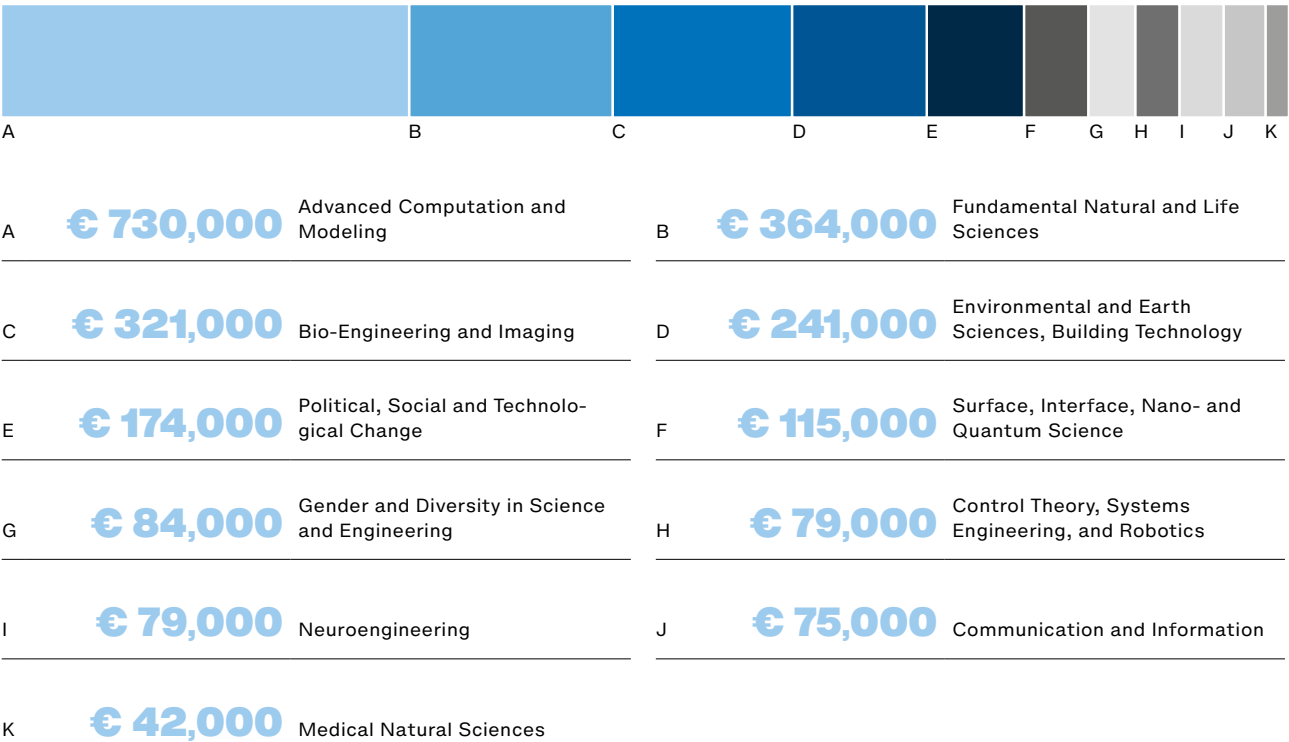 A B C D E F G H I J K
A € 730,000 Advanced Computation and
Modeling
B € 364,000 Fundamental Natural and Life
Sciences
C € 321,000 Bio-Engineering and Imaging
D € 241,000 Environmental and Earth
Sciences, Building Technology
E € 174,000 Political, Social and Technolo-
gical Change
F € 115,000 Surface, Interface, Nano- and
Quantum Science
G € 84,000 Gender and Diversity in Science
and Engineering
H € 79,000 Control Theory, Systems
Engineering, and Robotics
I € 79,000 Neuroengineering
J € 75,000 Communication and Information
K € 42,000 Medical Natural Sciences